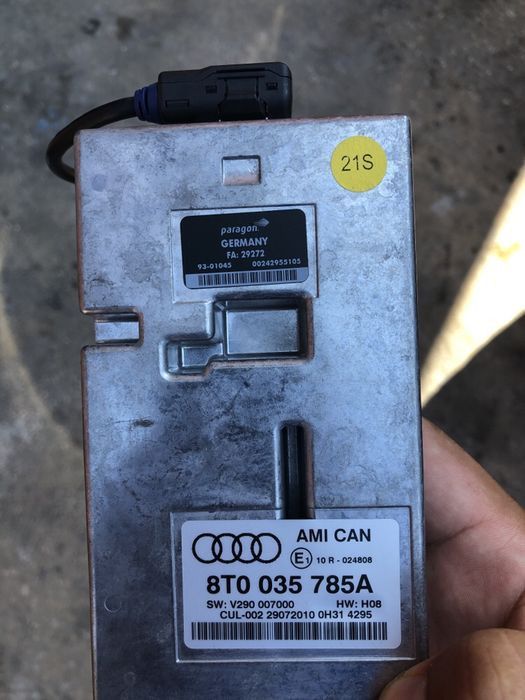 21S
paragon
GERMANY
FA: 29272
93-01045 00242955105
AMI CAN
E1 10 R - 024808
8T0 035 785A
SW: V290 007000 HW: H08
CUL-002 29072010 0H31 4295